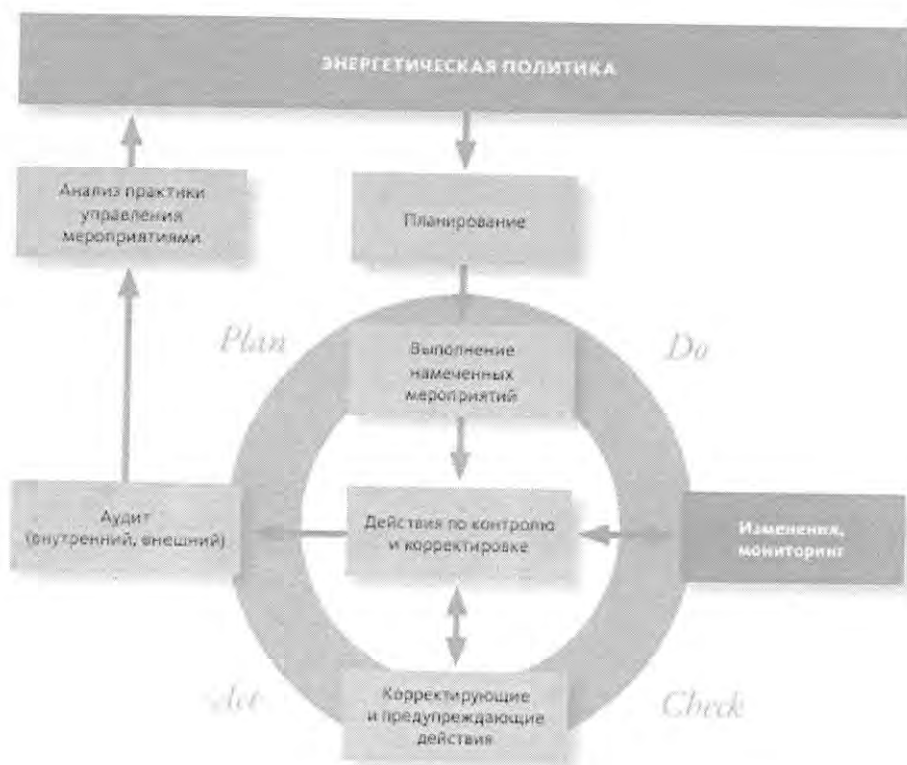 ЭНЕРГЕТИЧЕСКАЯ ПОЛИТИКА
Анализ практики
управления
мероприятиями
Планирование
Plan
Do
Выполнение
намеченных
мероприятий
Аудит
(внутренний, внешний)
Действия по контролю
и корректировке
Изменения,
мониторинг
Act
Check
Корректирующие
и предупреждающие
действия